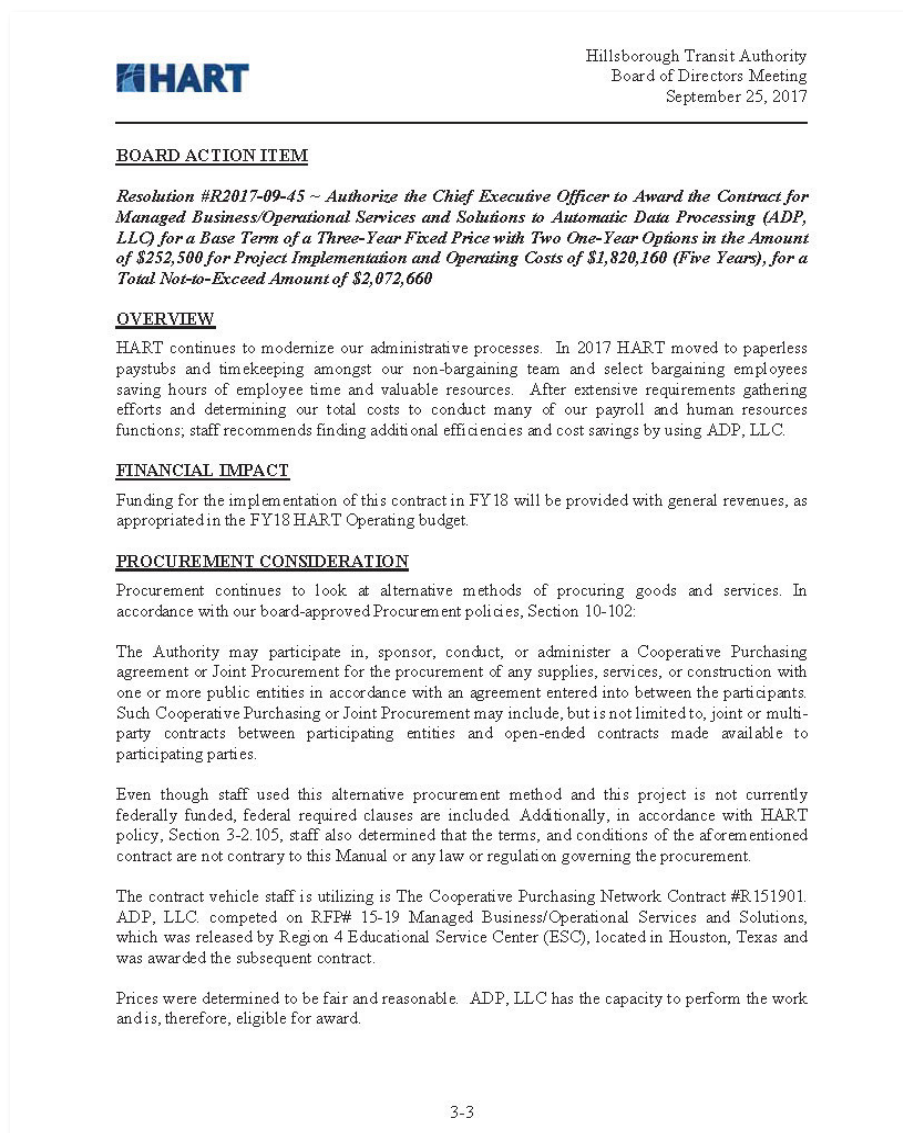 HART
Hillsborough Transit Authority
Board of Directors Meeting
September 25, 2017
BOARD ACTION ITEM
Resolution #R2017-09-45 ~ Authorize the Chief Executive Officer to Award the Contract for
Managed Business/Operational Services and Solutions to Automatic Data Processing (ADP,
LLC) for a Base Term of a Three-Year Fixed Price with Two One-Year Options in the Amount
of $252,500 for Project Implementation and Operating Costs of $1,820,160 (Five Years), for a
Total Not-to-Exceed Amount of $2,072,660
OVERVIEW
HART continues to modernize our administrative processes. In 2017 HART moved to paperless
paystubs and timekeeping amongst our non-bargaining team and select bargaining employees
saving hours of employee time and valuable resources. After extensive requirements gathering
efforts and determining our total costs to conduct many of our payroll and human resources
functions; staff recommends finding additional efficiencies and cost savings by using ADP, LLC.
FINANCIAL IMPACT
Funding for the implementation of this contract in FY18 will be provided with general revenues, as
appropriated in the FY18 HART Operating budget.
PROCUREMENT CONSIDERATION
Procurement continues to look at alternative methods of procuring goods and services. In
accordance with our board-approved Procurement policies, Section 10-102:
The Authority may participate in, sponsor, conduct, or administer a Cooperative Purchasing
agreement or Joint Procurement for the procurement of any supplies, services, or construction with
one or more public entities in accordance with an agreement entered into between the participants.
Such Cooperative Purchasing or Joint Procurement may include, but is not limited to, joint or multi-
party contracts between participating entities and open-ended contracts made available to
participating parties.
Even though staff used this alternative procurement method and this project is not currently
federally funded, federal required clauses are included. Additionally, in accordance with HART
policy, Section 3-2.105, staff also determined that the terms, and conditions of the aforementioned
contract are not contrary to this Manual or any law or regulation governing the procurement.
The contract vehicle staff is utilizing is The Cooperative Purchasing Network Contract #R151901.
ADP, LLC. competed on RFP# 15-19 Managed Business/Operational Services and Solutions,
which was released by Region 4 Educational Service Center (ESC), located in Houston, Texas and
was awarded the subsequent contract.
Prices were determined to be fair and reasonable. ADP, LLC has the capacity to perform the work
and is, therefore, eligible for award.
3-3